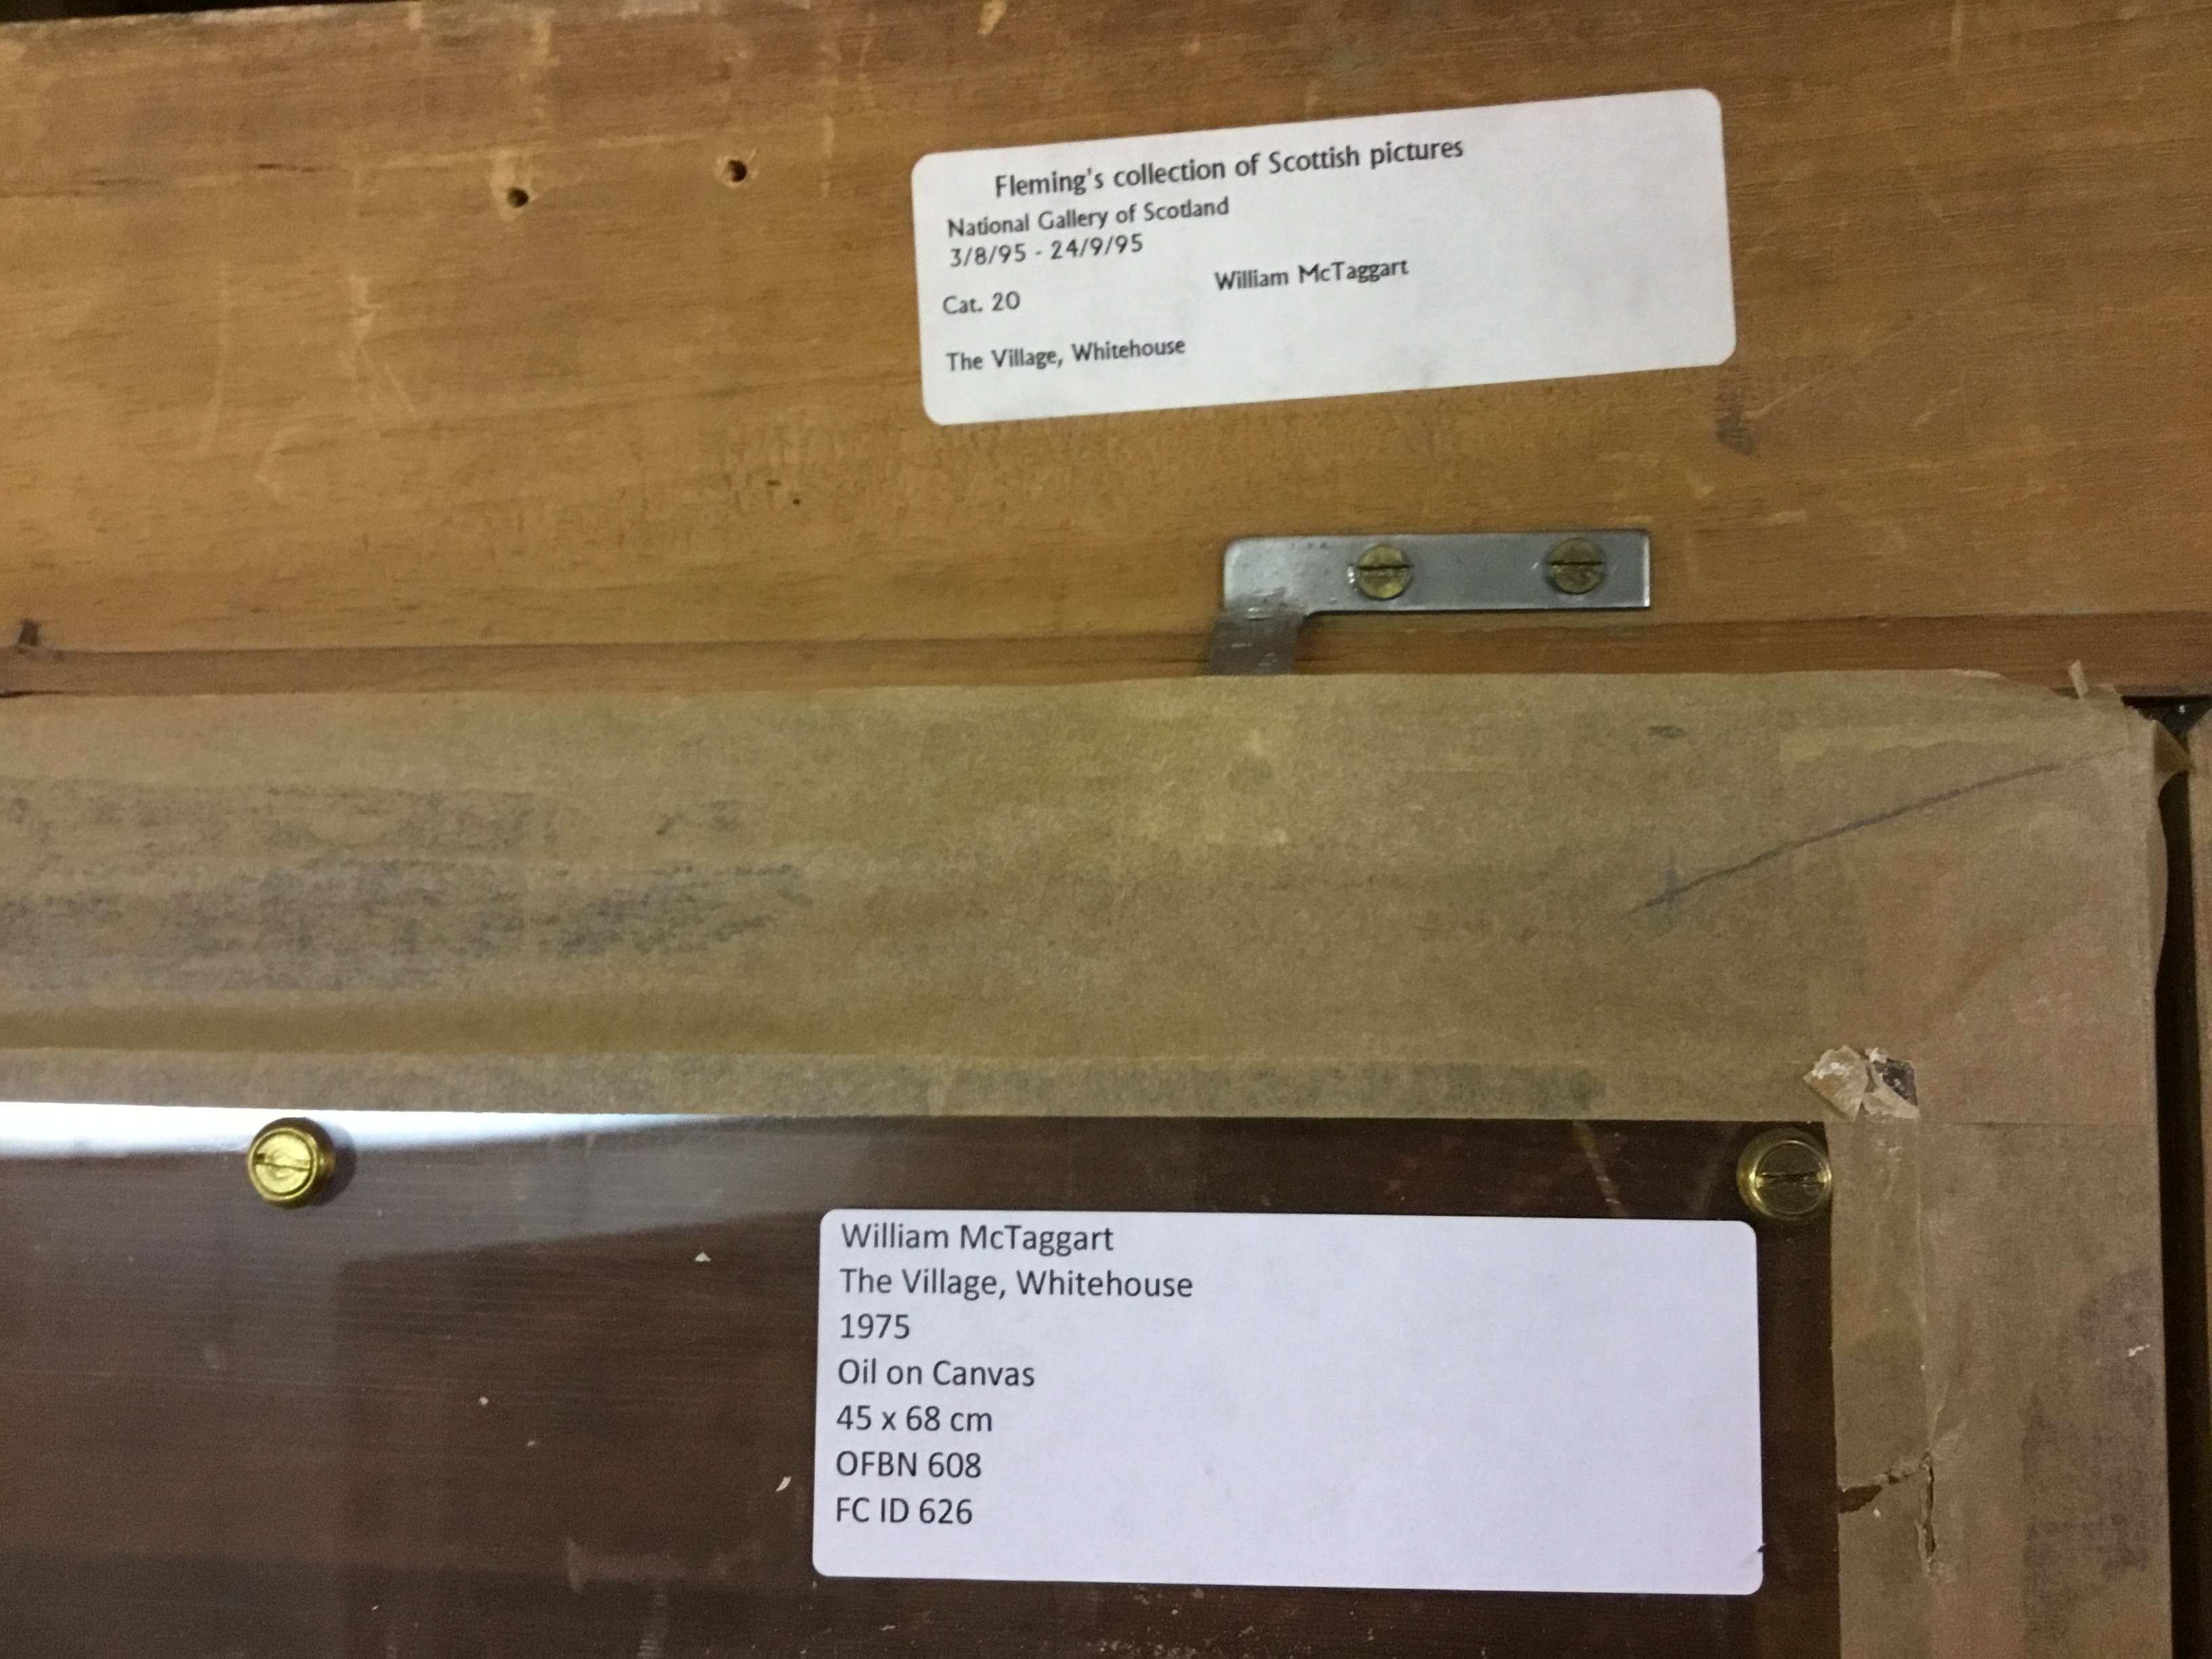 Fleming's collection of Scottish pictures
National Gallery of Scotland
3/8/95 - 24/9/95
William McTaggart
Cat. 20
The Village, Whitehouse
William McTaggart
The Village, Whitehouse
1975
Oil on Canvas
45 x 68 cm
OFBN 608
FC ID 626